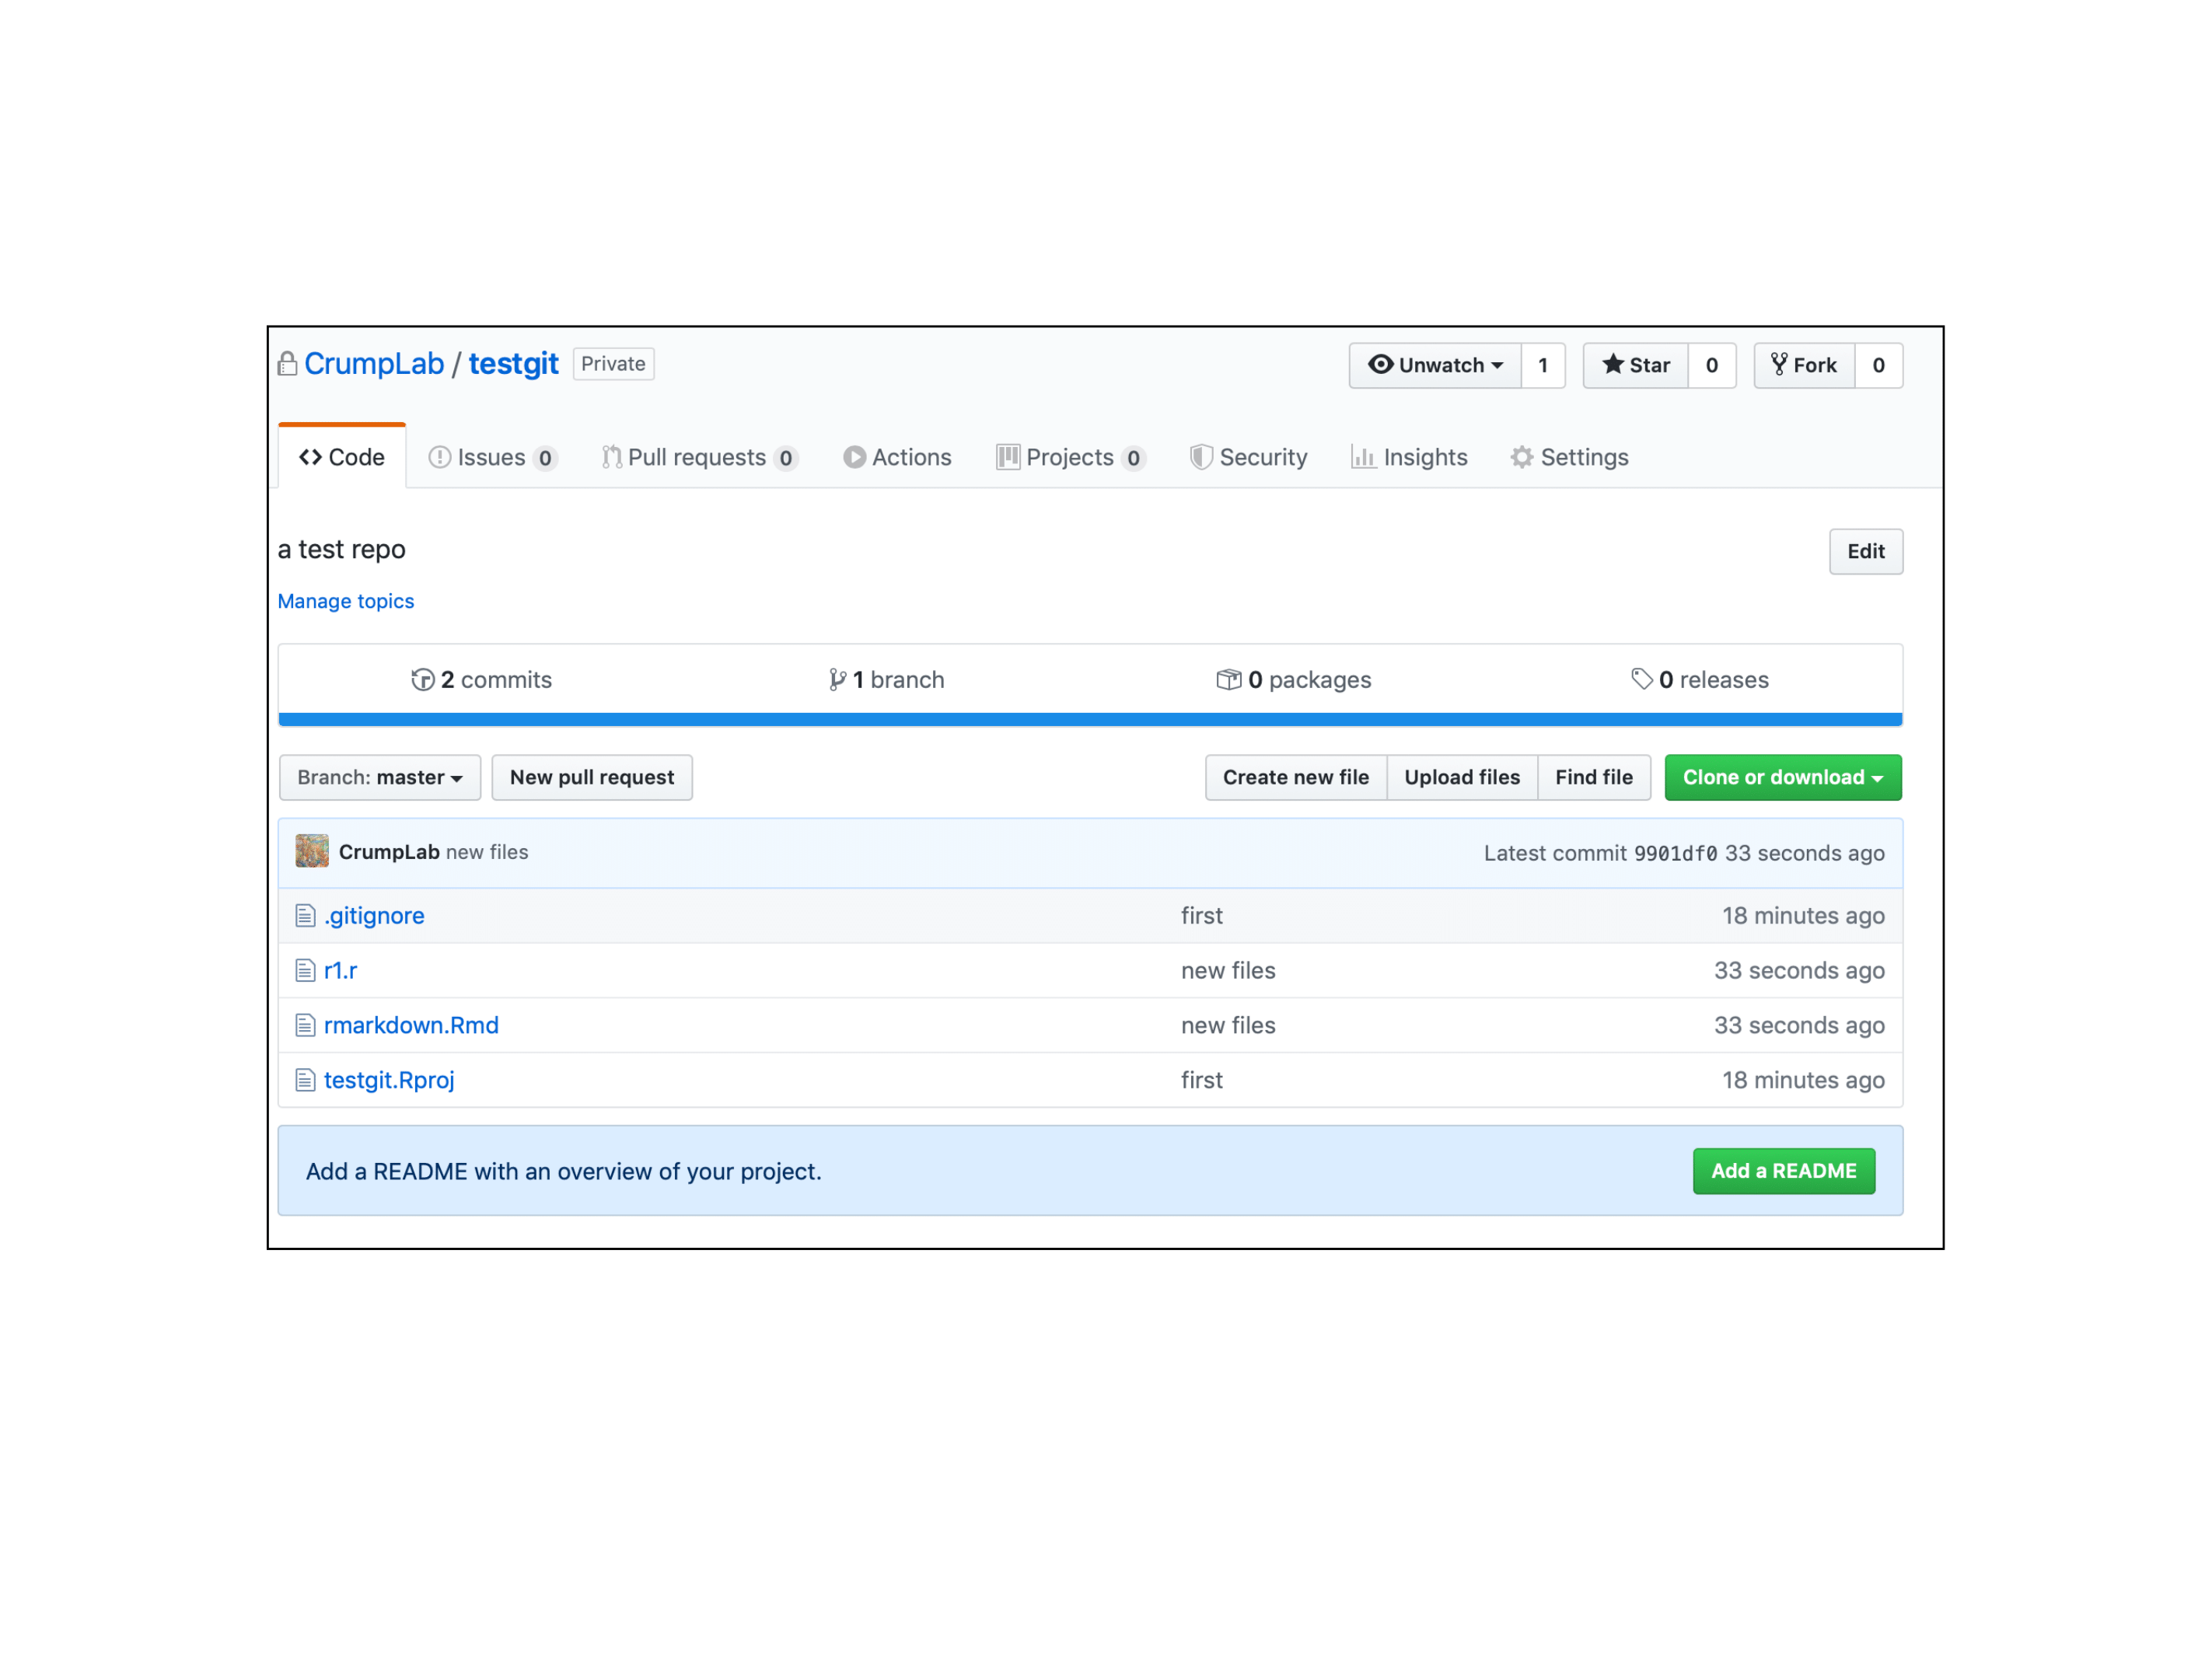 CrumpLab / testgit Private Unwatch 1 Star 0 Fork 0
Code Issues 0 Pull requests 0 Actions Projects 0 Security Insights Settings
a test repo Edit
Manage topics
2 commits 1 branch 0 packages 0 releases
Branch: master New pull request Create new file Upload files Find file Clone or download
CrumpLab new files Latest commit 9901df0 33 seconds ago
.gitignore first 18 minutes ago
r1.r new files 33 seconds ago
rmarkdown.Rmd new files 33 seconds ago
testgit.Rproj first 18 minutes ago
Add a README with an overview of your project. Add a README